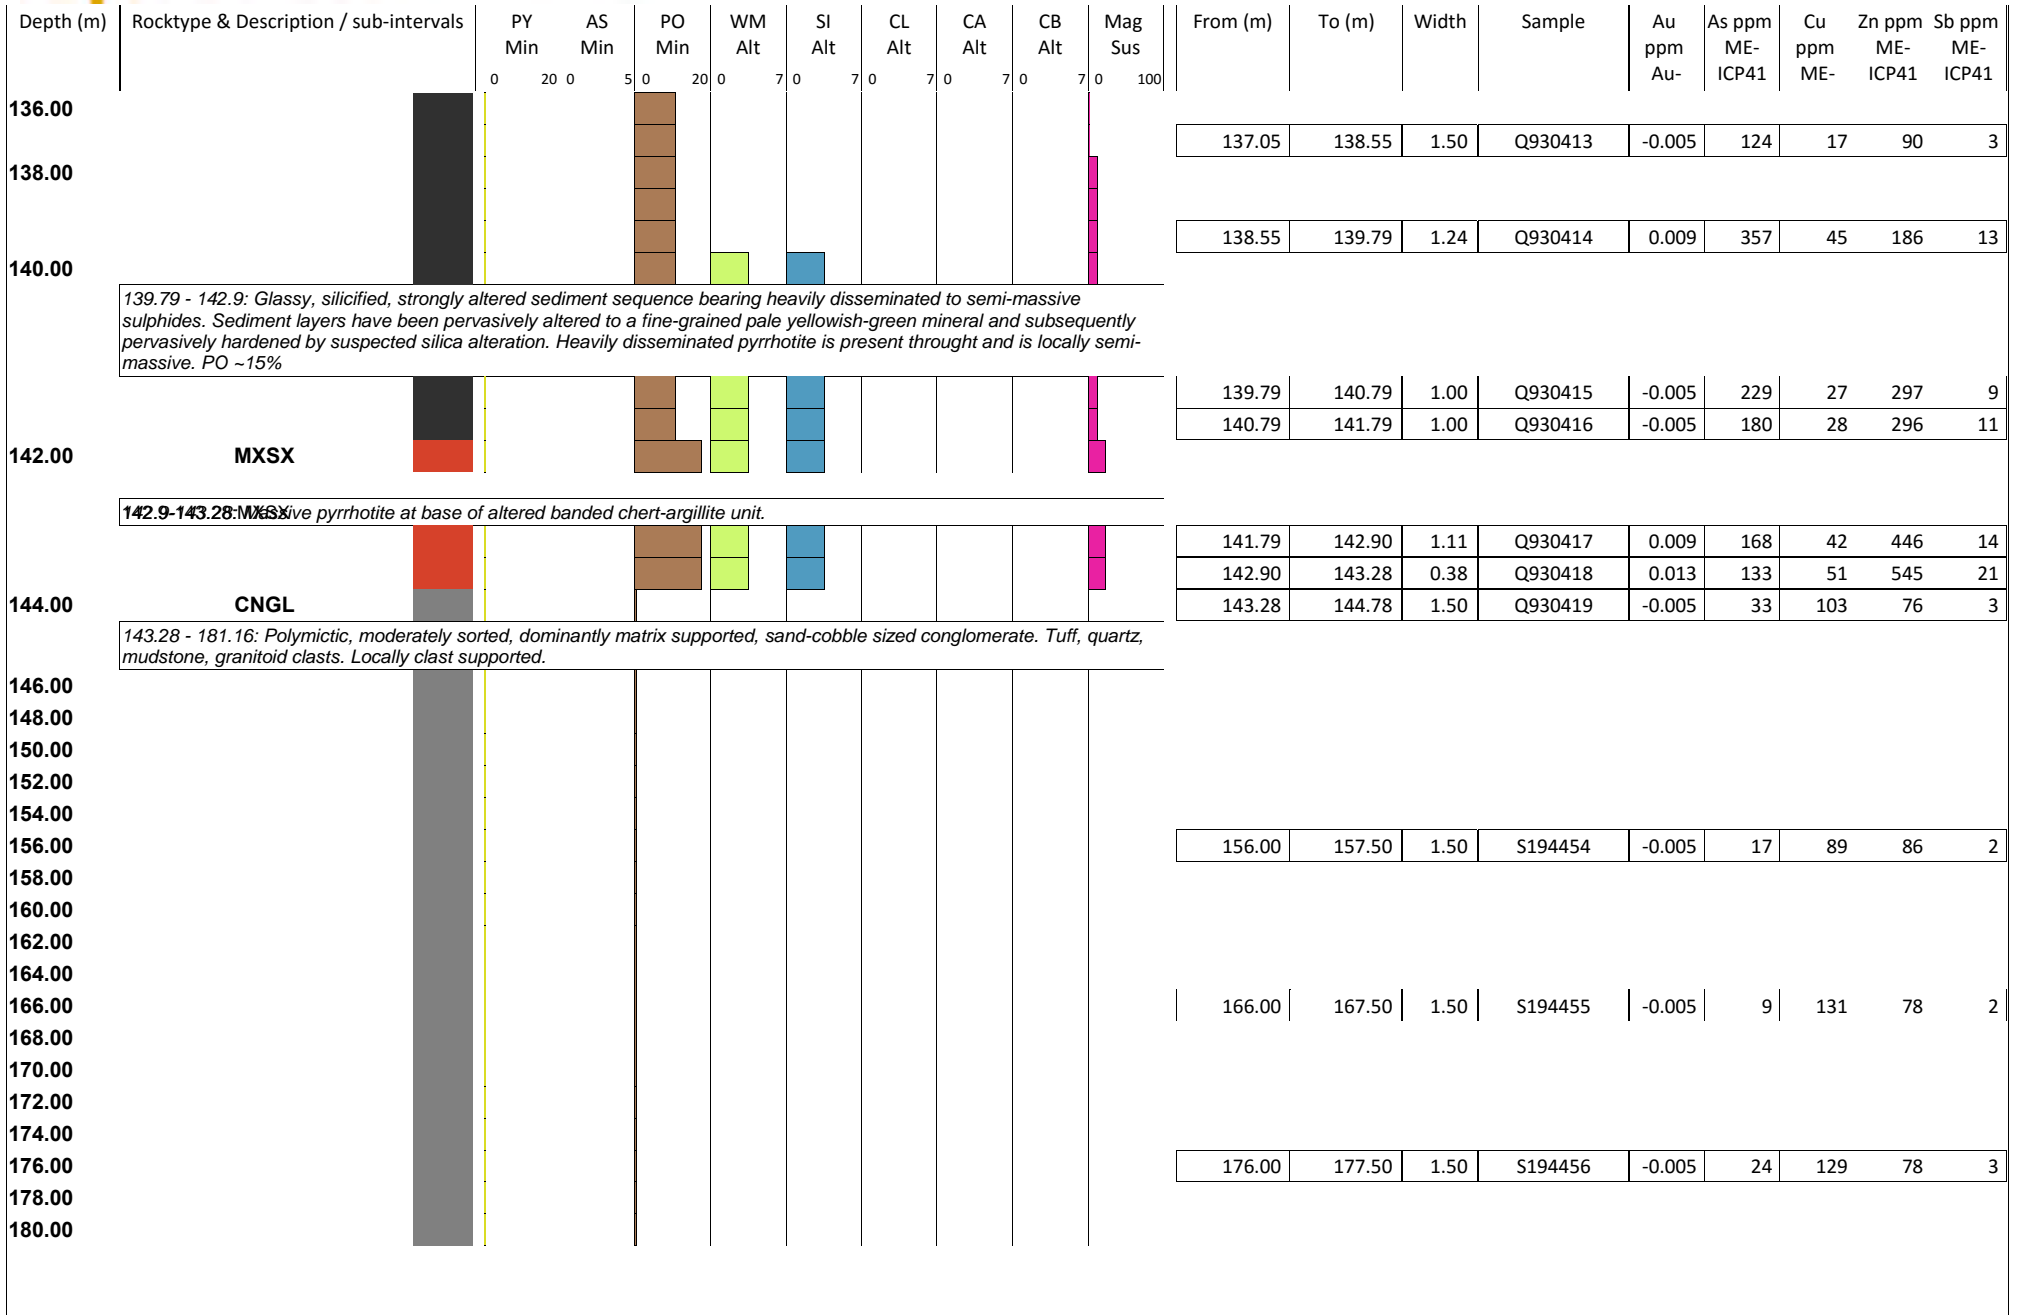 Depth (m) Rocktype & Description / sub-intervals PY AS PO WM SI CL CA CB Mag From (m) To (m) Width Sample Au As ppm Cu Zn ppm Sb ppm
Min Min Min Alt Alt Alt Alt Alt Sus ppm ME- ppm ME- ME-
0 20 0 5 0 20 0 7 0 7 0 7 0 7 0 7 0 100 Au- ICP41 ME- ICP41 ICP41
136.00
137.05 138.55 1.50 Q930413 -0.005 124 17 90 3
138.00
138.55 139.79 1.24 Q930414 0.009 357 45 186 13
140.00
139.79 - 142.9: Glassy, silicified, strongly altered sediment sequence bearing heavily disseminated to semi-massive
sulphides. Sediment layers have been pervasively altered to a fine-grained pale yellowish-green mineral and subsequently
pervasively hardened by suspected silica alteration. Heavily disseminated pyrrhotite is present throught and is locally semi-
massive. PO ~15%
139.79 140.79 1.00 Q930415 -0.005 229 27 297 9
140.79 141.79 1.00 Q930416 -0.005 180 28 296 11
142.00 MXSX
142.9-143.28: Massive pyrrhotite at base of altered banded chert-argillite unit.
141.79 142.90 1.11 Q930417 0.009 168 42 446 14
142.90 143.28 0.38 Q930418 0.013 133 51 545 21
144.00 CNGL 143.28 144.78 1.50 Q930419 -0.005 33 103 76 3
143.28 - 181.16: Polymictic, moderately sorted, dominantly matrix supported, sand-cobble sized conglomerate. Tuff, quartz,
mudstone, granitoid clasts. Locally clast supported.
146.00
148.00
150.00
152.00
154.00
156.00 156.00 157.50 1.50 S194454 -0.005 17 89 86 2
158.00
160.00
162.00
164.00
166.00 166.00 167.50 1.50 S194455 -0.005 9 131 78 2
168.00
170.00
172.00
174.00
176.00 176.00 177.50 1.50 S194456 -0.005 24 129 78 3
178.00
180.00